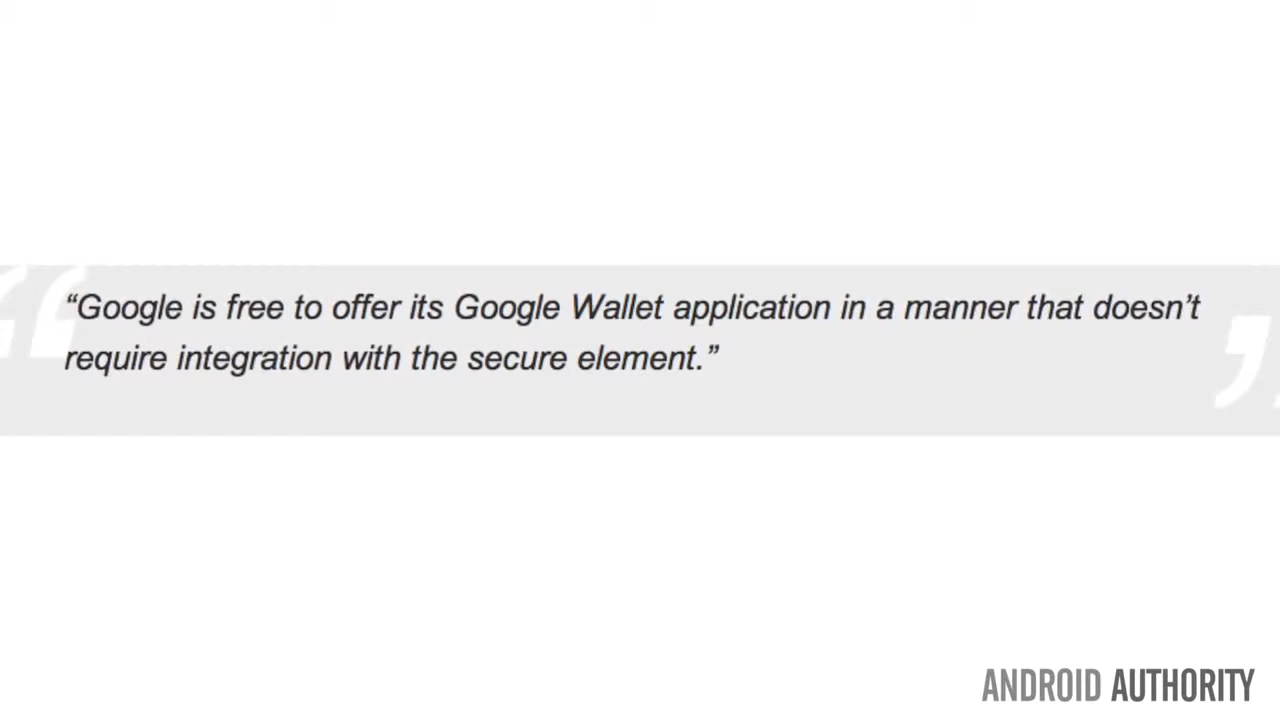 “Google is free to offer its Google Wallet application in a manner that doesn’t
require integration with the secure element.”
ANDROID AUTHORITY